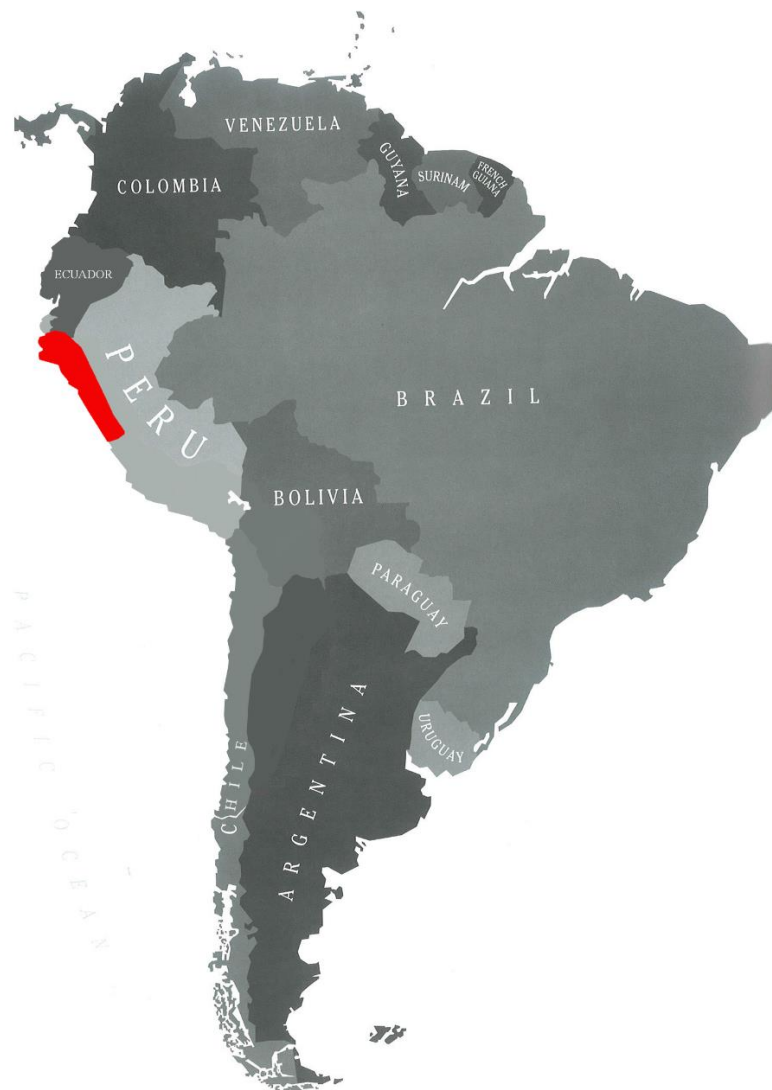 VENEZUELA
GUYANA
SURINAM
FRENCH
GUIANA
COLOMBIA
ECUADOR
PERU
BRAZIL
BOLIVIA
PARAGUAY
PACIFIC OCEAN
CHILE
ARGENTINA
URUGUAY